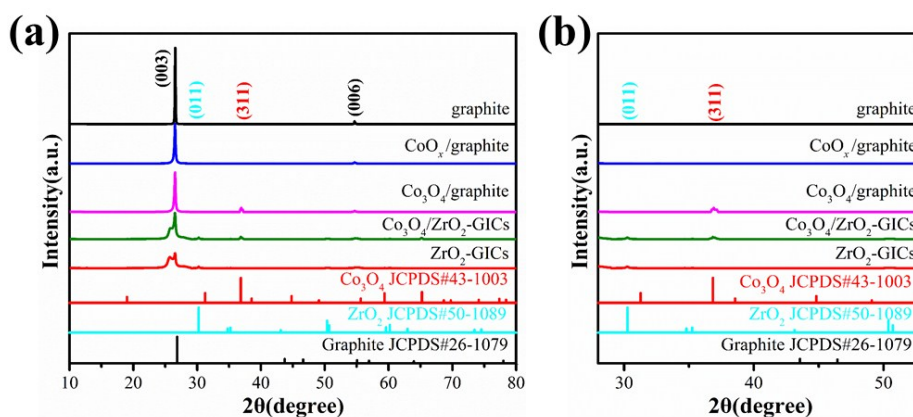 (a)
(003)
(011)
(311)
(006)
graphite
CoOₓ/graphite
Co₃O₄/graphite
Co₃O₄/ZrO₂-GICs
ZrO₂-GICs
Co₃O₄ JCPDS#43-1003
ZrO₂ JCPDS#50-1089
Graphite JCPDS#26-1079
Intensity(a.u.)
10 20 30 40 50 60 70 80
2θ(degree)
(b)
(011)
(311)
graphite
CoOₓ/graphite
Co₃O₄/graphite
Co₃O₄/ZrO₂-GICs
ZrO₂-GICs
Co₃O₄ JCPDS#43-1003
ZrO₂ JCPDS#50-1089
Graphite JCPDS#26-1079
Intensity(a.u.)
30 40 50
2θ(degree)